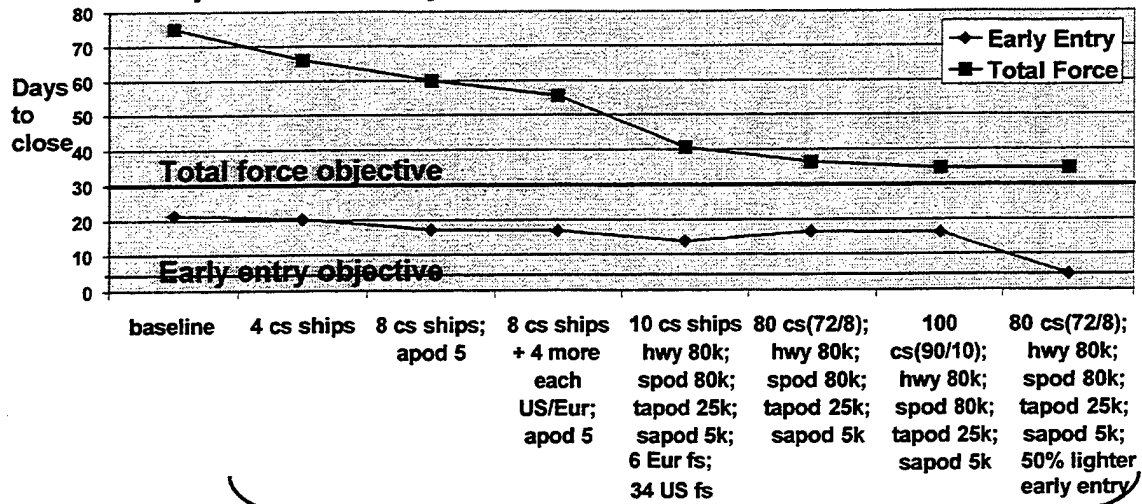 80
70
60
50
40
30
20
10
0
Days
to
close
Early Entry
Total Force
Total force objective
Early entry objective
baseline
4 cs ships
8 cs ships;
apod 5
8 cs ships
+ 4 more
each
US/Eur;
apod 5
10 cs ships
hwy 80k;
spod 80k;
tapod 25k;
sapod 5k;
6 Eur fs;
34 US fs
80 cs(72/8);
hwy 80k;
spod 80k;
tapod 25k;
sapod 5k
100
cs(90/10);
hwy 80k;
spod 80k;
tapod 25k;
sapod 5k
80 cs(72/8);
hwy 80k;
spod 80k;
tapod 25k;
sapod 5k;
50% lighter
early entry